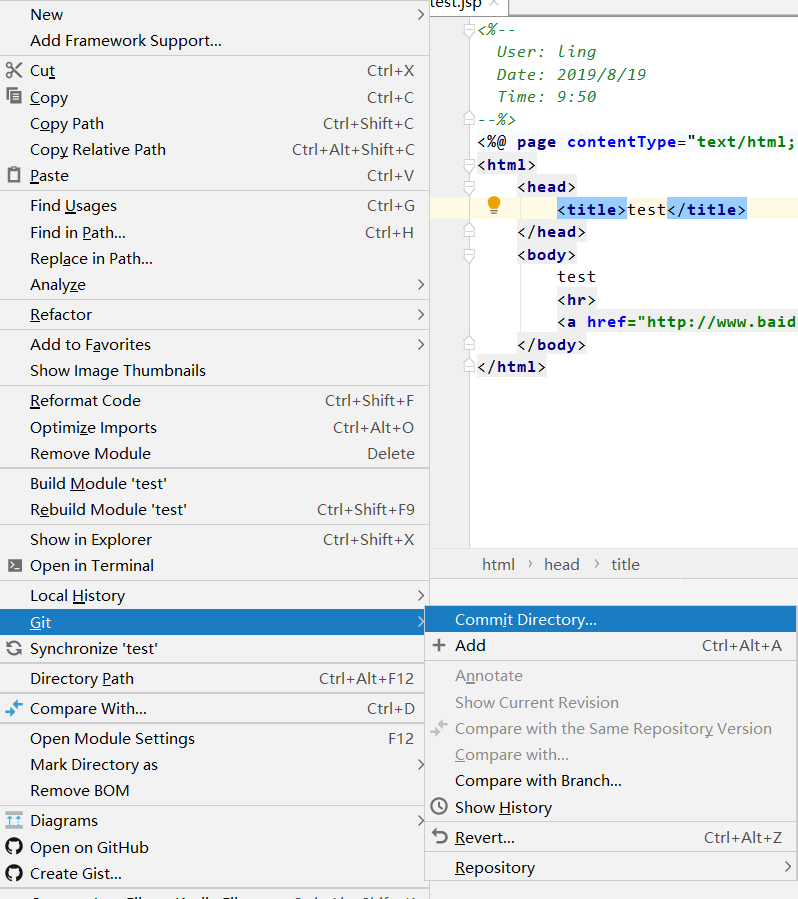 New
Add Framework Support...
Cut Ctrl+X
Copy Ctrl+C
Copy Path Ctrl+Shift+C
Copy Relative Path Ctrl+Alt+Shift+C
Paste Ctrl+V
Find Usages Ctrl+G
Find in Path... Ctrl+H
Replace in Path...
Analyze
Refactor
Add to Favorites
Show Image Thumbnails
Reformat Code Ctrl+Shift+F
Optimize Imports Ctrl+Alt+O
Remove Module Delete
Build Module 'test'
Rebuild Module 'test' Ctrl+Shift+F9
Show in Explorer Ctrl+Shift+X
Open in Terminal
Local History
Git
Synchronize 'test'
Directory Path Ctrl+Alt+F12
Compare With... Ctrl+D
Open Module Settings F12
Mark Directory as
Remove BOM
Diagrams
Open on GitHub
Create Gist...
test.jsp
<%--
User: ling
Date: 2019/8/19
Time: 9:50
--%>
<%@ page contentType="text/html;
<html>
<head>
<title>test</title>
</head>
<body>
test
<hr>
<a href="http://www.baid
</body>
</html>
html › head › title
Commit Directory...
Add Ctrl+Alt+A
Annotate
Show Current Revision
Compare with the Same Repository Version
Compare with...
Compare with Branch...
Show History
Revert... Ctrl+Alt+Z
Repository